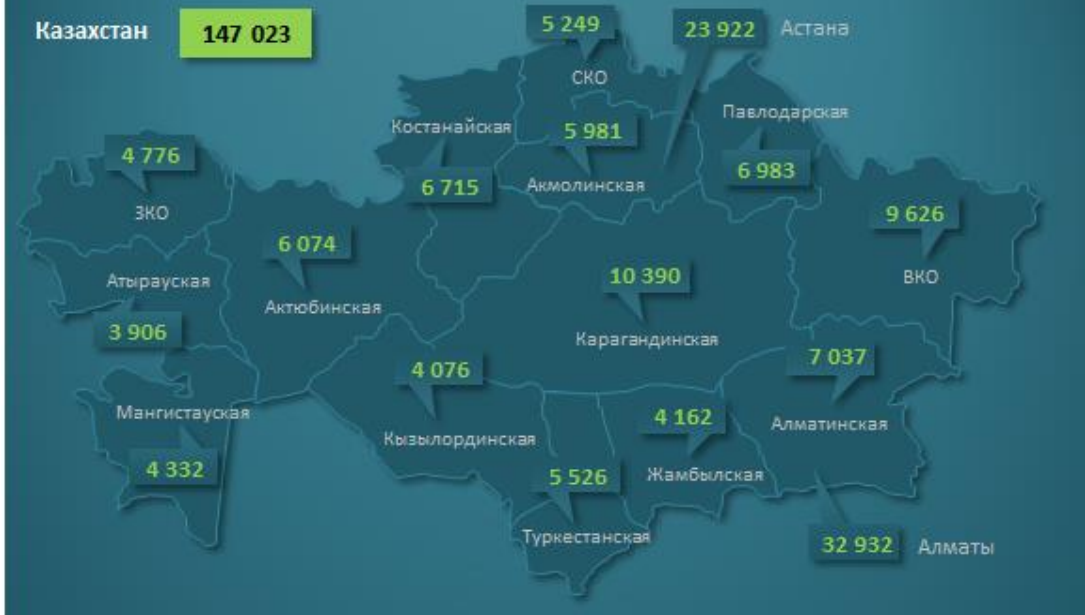 Казахстан
147 023
5 249
СКО
23 922
Астана
Костанайская
6 715
5 981
Акмолинская
Павлодарская
6 983
4 776
ЗКО
9 626
ВКО
6 074
Актюбинская
Атырауская
3 906
10 390
Карагандинская
7 037
Алматинская
4 076
Кызылординская
4 162
Жамбылская
Мангистауская
4 332
5 526
Туркестанская
32 932
Алматы